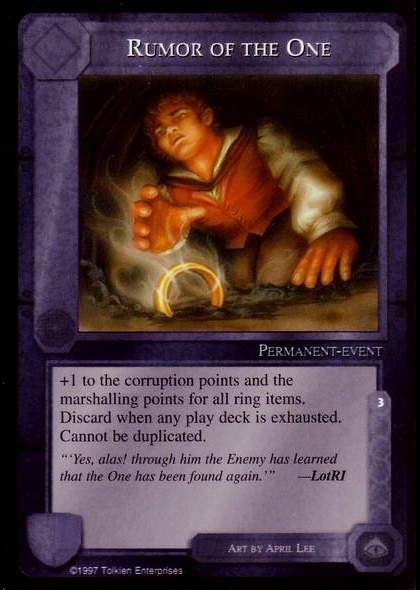 RUMOR OF THE ONE
PERMANENT-EVENT
+1 to the corruption points and the
marshalling points for all ring items.
Discard when any play deck is exhausted.
Cannot be duplicated.
3
"'Yes, alas! through him the Enemy has learned
that the One has been found again.'" —LotRI
ART BY APRIL LEE
©1997 Tolkien Enterprises